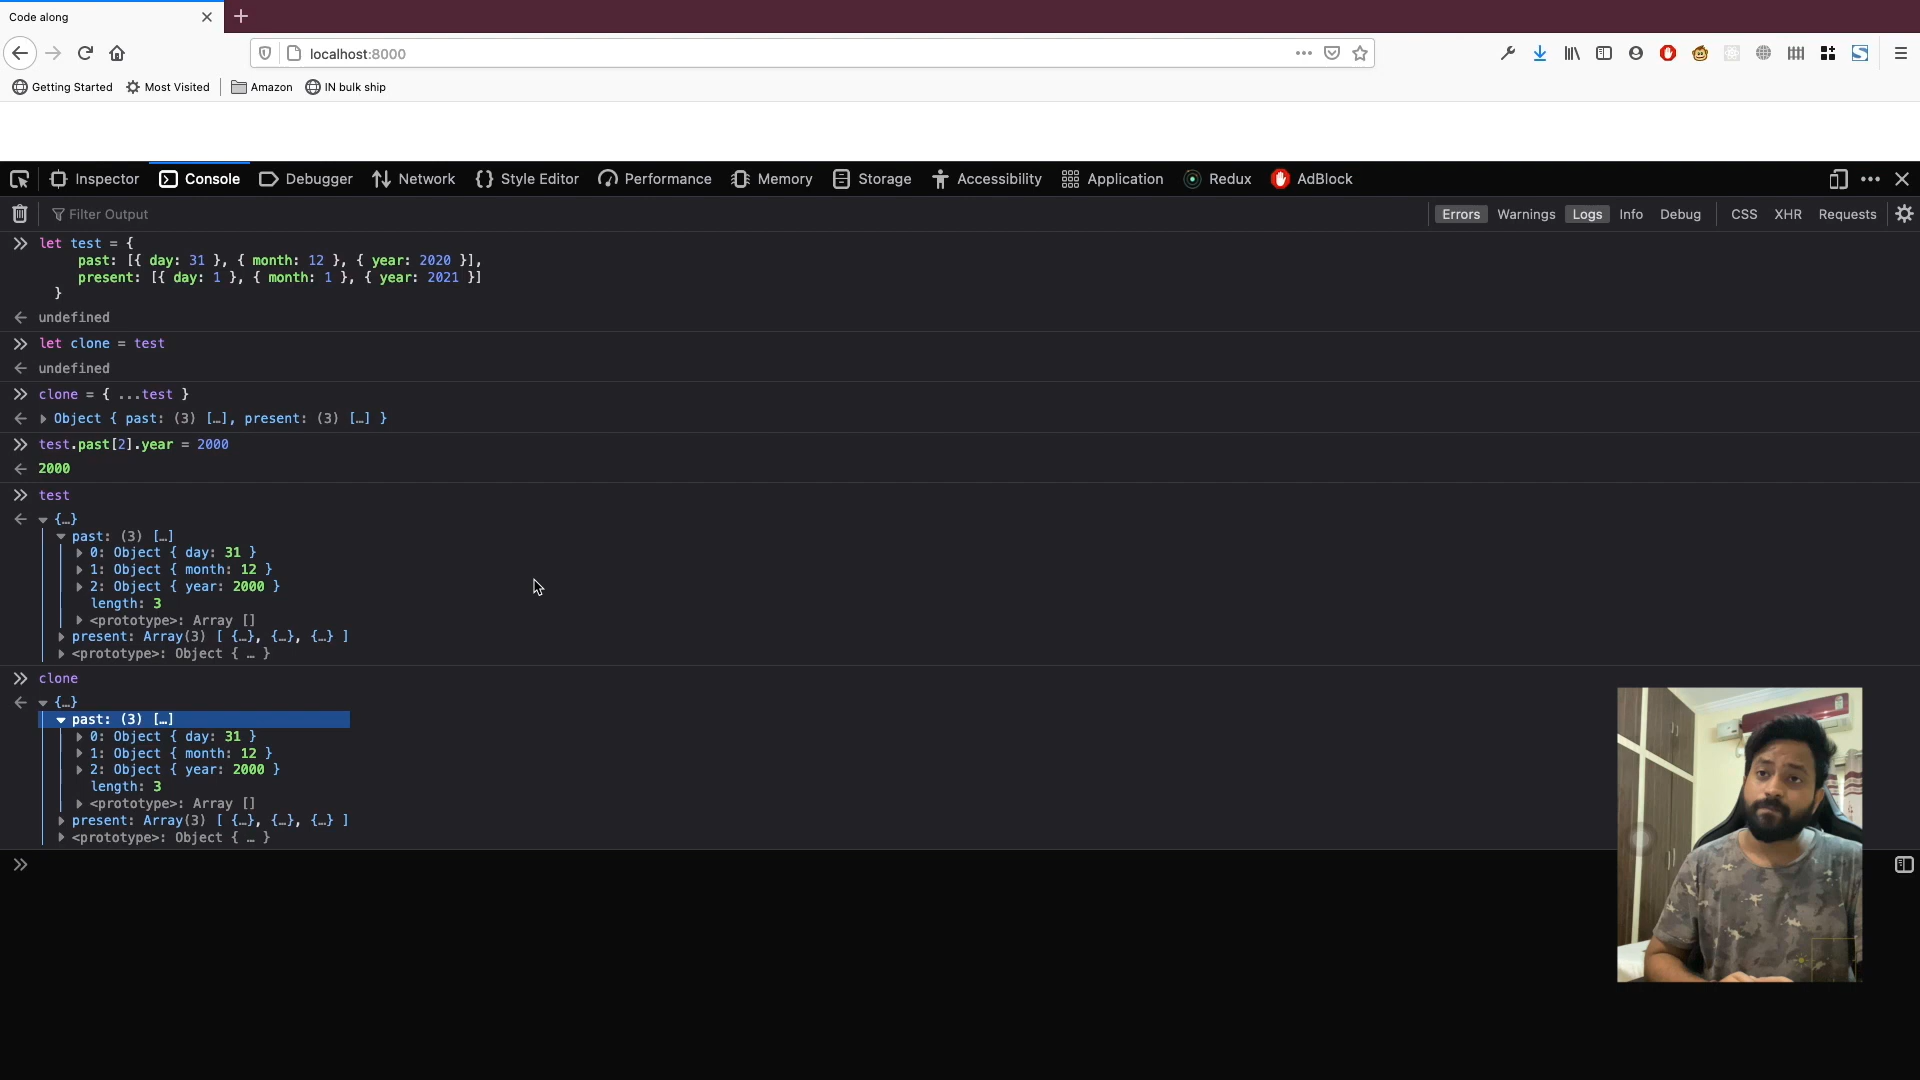 Code along
localhost:8000
Getting Started
Most Visited
Amazon
IN bulk ship
Inspector
Console
Debugger
Network
Style Editor
Performance
Memory
Storage
Accessibility
Application
Redux
AdBlock
Filter Output
Errors
Warnings
Logs
Info
Debug
CSS
XHR
Requests
let test = {
past: [{ day: 31 }, { month: 12 }, { year: 2020 }],
present: [{ day: 1 }, { month: 1 }, { year: 2021 }]
}
undefined
let clone = test
undefined
clone = { ...test }
Object { past: (3) […], present: (3) […] }
test.past[2].year = 2000
2000
test
{…}
past: (3) […]
0: Object { day: 31 }
1: Object { month: 12 }
2: Object { year: 2000 }
length: 3
<prototype>: Array []
present: Array(3) [ {…}, {…}, {…} ]
<prototype>: Object { … }
clone
{…}
past: (3) […]
0: Object { day: 31 }
1: Object { month: 12 }
2: Object { year: 2000 }
length: 3
<prototype>: Array []
present: Array(3) [ {…}, {…}, {…} ]
<prototype>: Object { … }